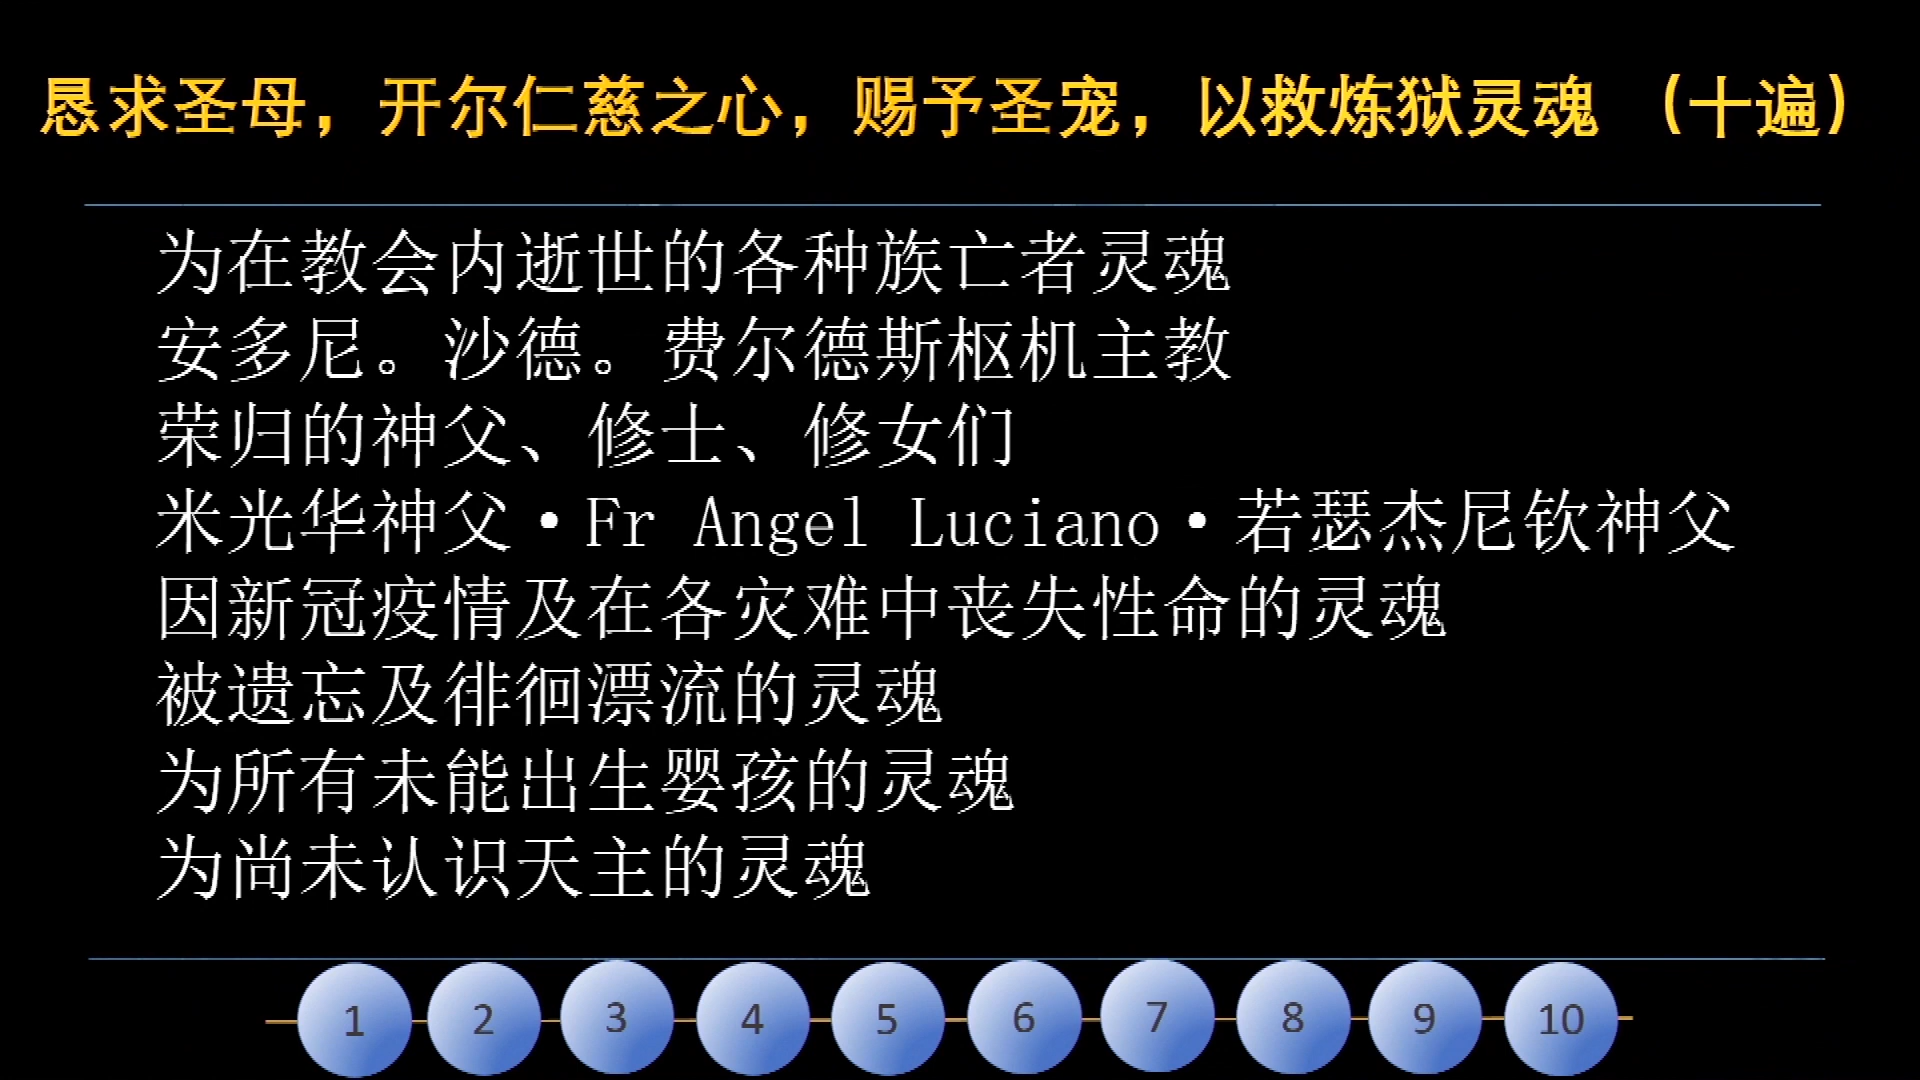 恳求圣母，开尔仁慈之心，赐予圣宠，以救炼狱灵魂 （十遍）
为在教会内逝世的各种族亡者灵魂
安多尼。沙德。费尔德斯枢机主教
荣归的神父、修士、修女们
米光华神父·Fr Angel Luciano·若瑟杰尼钦神父
因新冠疫情及在各灾难中丧失性命的灵魂
被遗忘及徘徊漂流的灵魂
为所有未能出生婴孩的灵魂
为尚未认识天主的灵魂
1 2 3 4 5 6 7 8 9 10